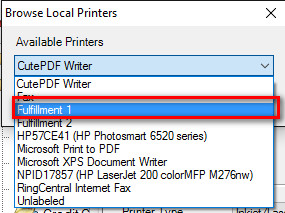 Browse Local Printers
Available Printers
CutePDF Writer
CutePDF Writer
Fax
Fulfillment 1
Fulfillment 2
HP57CE41 (HP Photosmart 6520 series)
Microsoft Print to PDF
Microsoft XPS Document Writer
NPID17857 (HP LaserJet 200 colorMFP M276nw)
RingCentral Internet Fax
Unlabeled
Printer Type